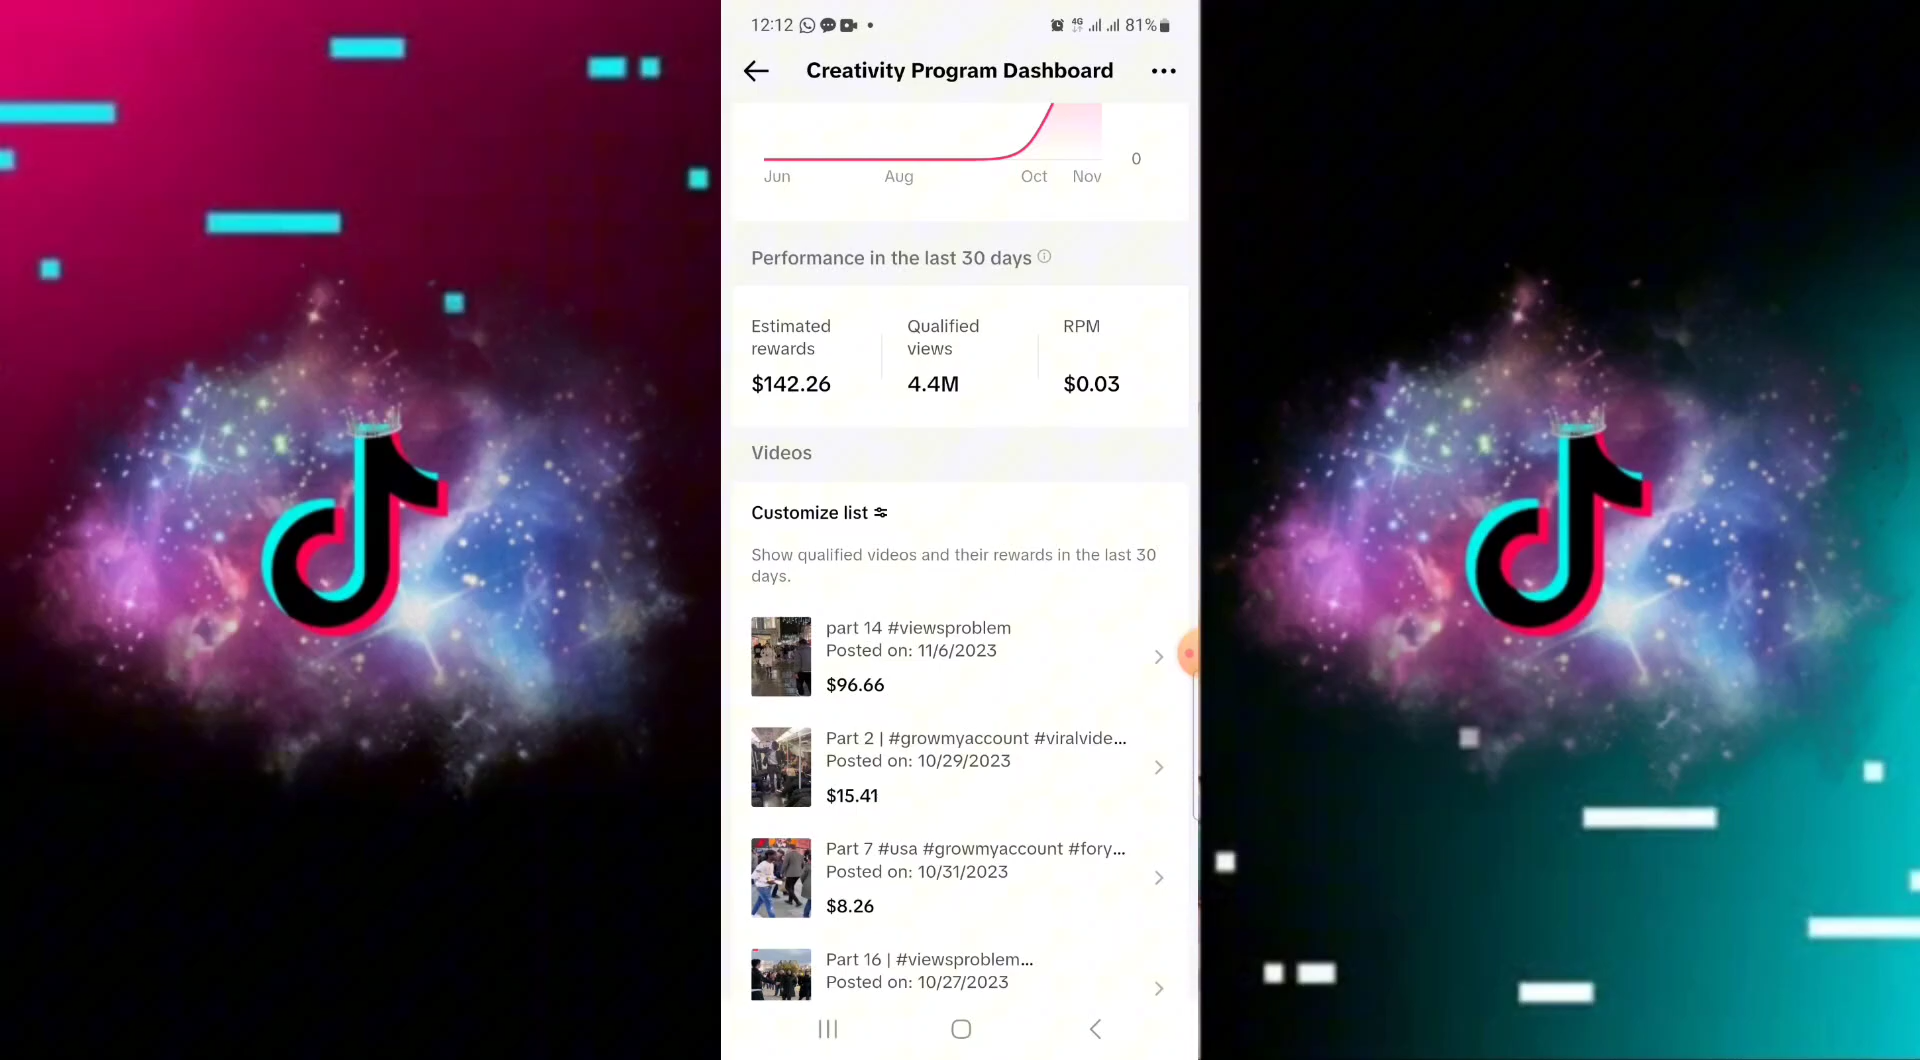 12:12
4G
81%
Creativity Program Dashboard
0
Jun Aug Oct Nov
Performance in the last 30 days
Estimated rewards
$142.26
Qualified views
4.4M
RPM
$0.03
Videos
Customize list
Show qualified videos and their rewards in the last 30
days.
part 14 #viewsproblem
Posted on: 11/6/2023
$96.66
Part 2 | #growmyaccount #viralvide...
Posted on: 10/29/2023
$15.41
Part 7 #usa #growmyaccount #fory...
Posted on: 10/31/2023
$8.26
Part 16 | #viewsproblem...
Posted on: 10/27/2023